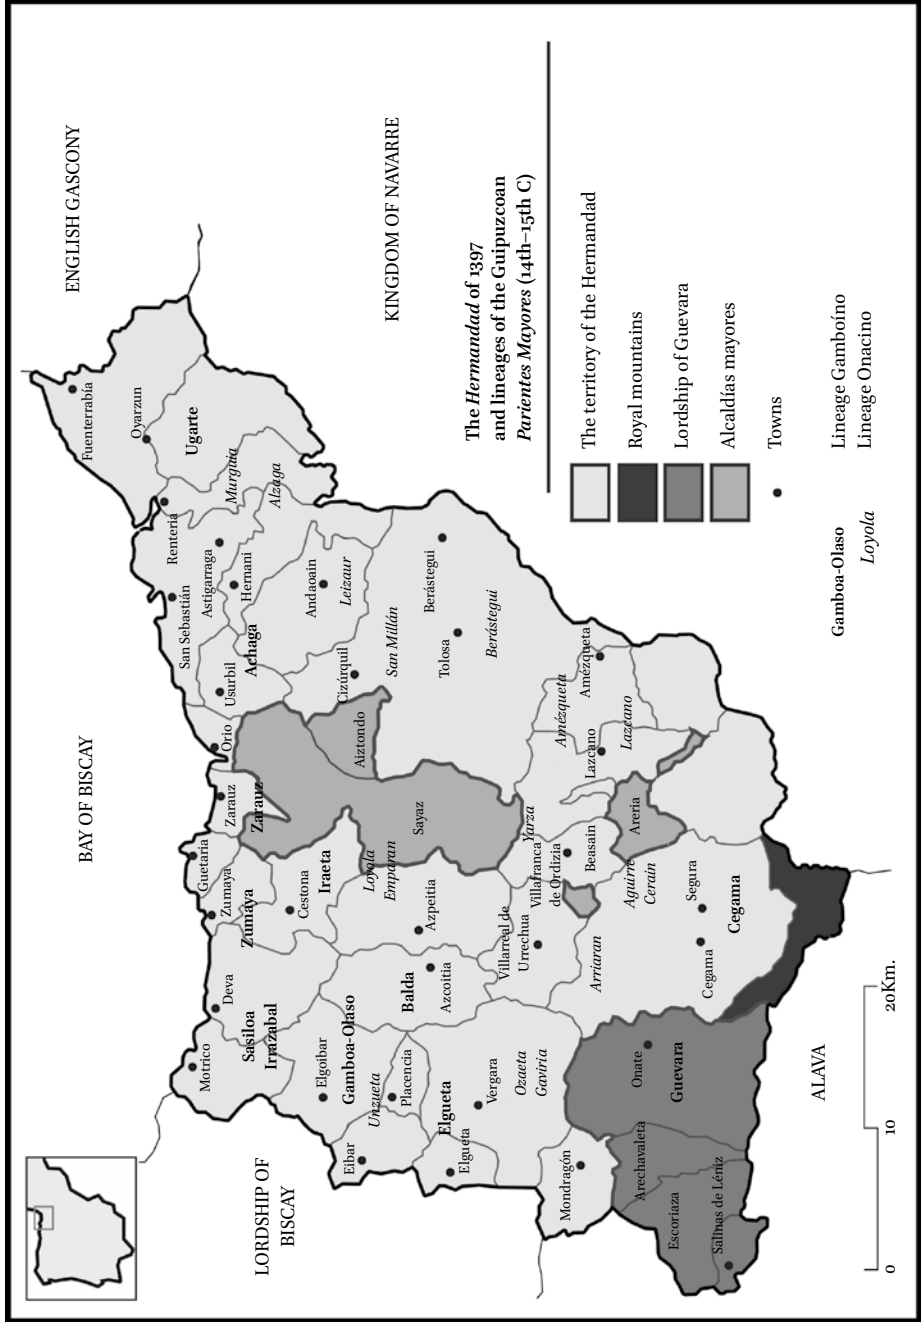 ENGLISH GASCONY
BAY OF BISCAY
KINGDOM OF NAVARRE
LORDSHIP OF
BISCAY
ALAVA
Fuenterrabía
Oyarzun
Ugarte
Renteria
Murguia
Alzaga
San Sebastián
Astigarraga
Hernani
Andaoain
Leizaur
Usurbil
Achaga
Cizúrquil
San Millán
Berástegui
Tolosa
Berástegui
Orio
Aiztondo
Zarauz
Zarauz
Guetaria
Zumaya
Zumaya
Cestona
Iraeta
Loyola
Emparan
Sayaz
Azpeitia
Deva
Motrico
Sasiloa
Irrazabal
Elgoibar
Gamboa-Olaso
Balda
Azcoitia
Unzueta
Placencia
Eibar
Elgueta
Elgueta
Vergara
Ozaeta
Gaviria
Mondragón
Villarreal de
Urrechua
Villafranca
de Ordizia
Yarza
Beasain
Areria
Amézqueta
Amézqueta
Lazcano
Lazcano
Arriaran
Aguirre
Cerain
Segura
Cegama
Cegama
Onate
Guevara
Arechavaleta
Escoriaza
Salinas de Léniz
0
10
20Km.
The Hermandad of 1397
and lineages of the Guipuzcoan
Parientes Mayores (14th–15th C)
The territory of the Hermandad
Royal mountains
Lordship of Guevara
Alcaldías mayores
Towns
Gamboa-Olaso Lineage Gamboino
Loyola Lineage Onacino